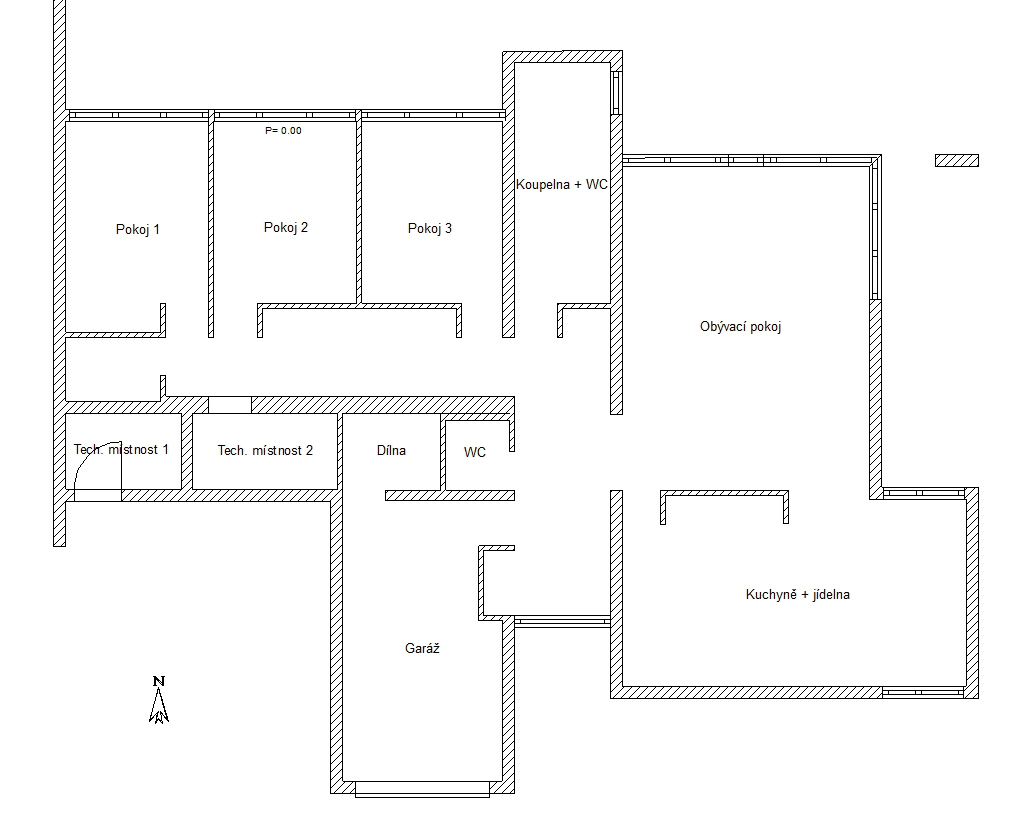 P= 0.00
Koupelna + WC
Pokoj 1
Pokoj 2
Pokoj 3
Obývací pokoj
Tech. místnost 1
Tech. místnost 2
Dílna
WC
Kuchyně + jídelna
Garáž
N